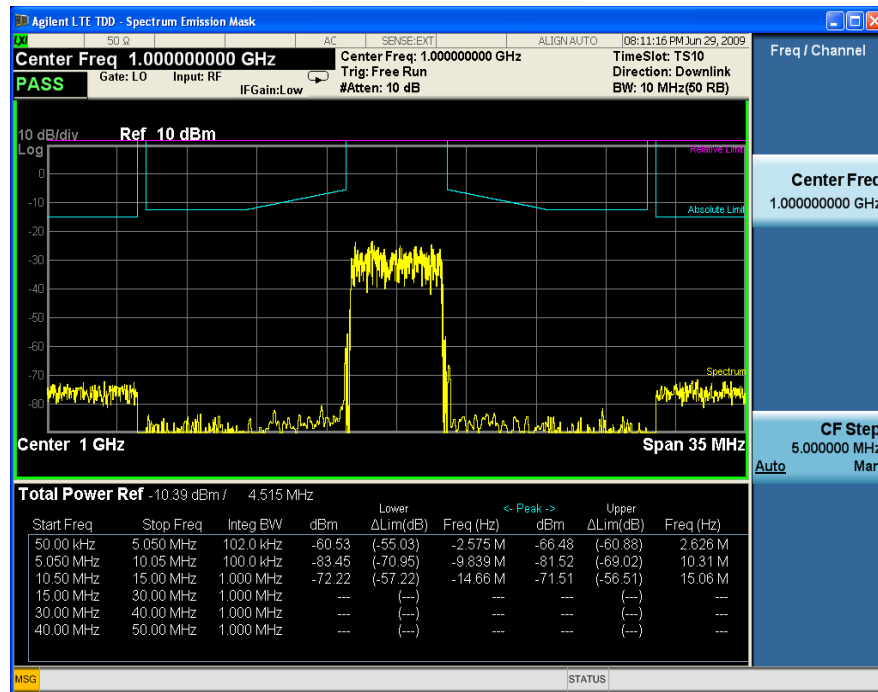 Agilent LTE TDD - Spectrum Emission Mask
LXI 50 Ω AC SENSE:EXT ALIGN AUTO 08:11:16 PM Jun 29, 2009
Center Freq 1.000000000 GHz
Center Freq: 1.000000000 GHz
TimeSlot: TS10
Gate: LO Input: RF
Trig: Free Run
Direction: Downlink
PASS
IFGain:Low
#Atten: 10 dB
BW: 10 MHz(50 RB)
Freq / Channel
10 dB/div Ref 10 dBm
Log
Relative Limit
0
-10
Absolute Limit
-20
-30
-40
-50
-60
-70
Spectrum
-80
Center 1 GHz Span 35 MHz
Center Freq
1.000000000 GHz
CF Step
5.000000 MHz
Auto Man
Total Power Ref -10.39 dBm / 4.515 MHz
Lower <- Peak -> Upper
Start Freq Stop Freq Integ BW dBm ΔLim(dB) Freq (Hz) dBm ΔLim(dB) Freq (Hz)
50.00 kHz 5.050 MHz 102.0 kHz -60.53 (-55.03) -2.575 M -66.48 (-60.88) 2.626 M
5.050 MHz 10.05 MHz 100.0 kHz -83.45 (-70.95) -9.839 M -81.52 (-69.02) 10.31 M
10.50 MHz 15.00 MHz 1.000 MHz -72.22 (-57.22) -14.66 M -71.51 (-56.51) 15.06 M
15.00 MHz 30.00 MHz 1.000 MHz --- (---) --- --- (---) ---
30.00 MHz 40.00 MHz 1.000 MHz --- (---) --- --- (---) ---
40.00 MHz 50.00 MHz 1.000 MHz --- (---) --- --- (---) ---
MSG STATUS